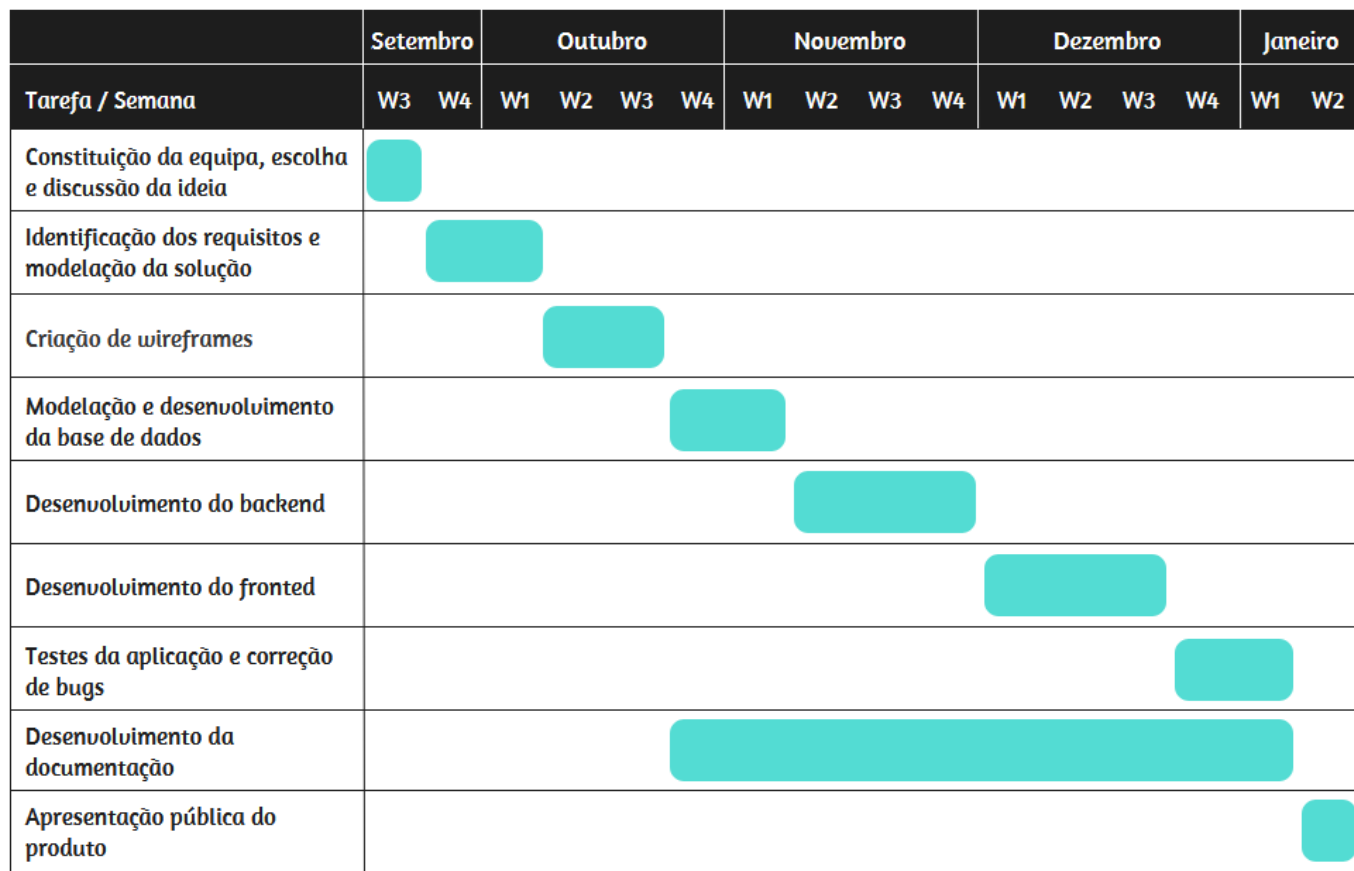 Setembro Outubro Novembro Dezembro Janeiro
Tarefa / Semana W3 W4 W1 W2 W3 W4 W1 W2 W3 W4 W1 W2 W3 W4 W1 W2
Constituição da equipa, escolha
e discussão da ideia
Identificação dos requisitos e
modelação da solução
Criação de wireframes
Modelação e desenvolvimento
da base de dados
Desenvolvimento do backend
Desenvolvimento do fronted
Testes da aplicação e correção
de bugs
Desenvolvimento da
documentação
Apresentação pública do
produto